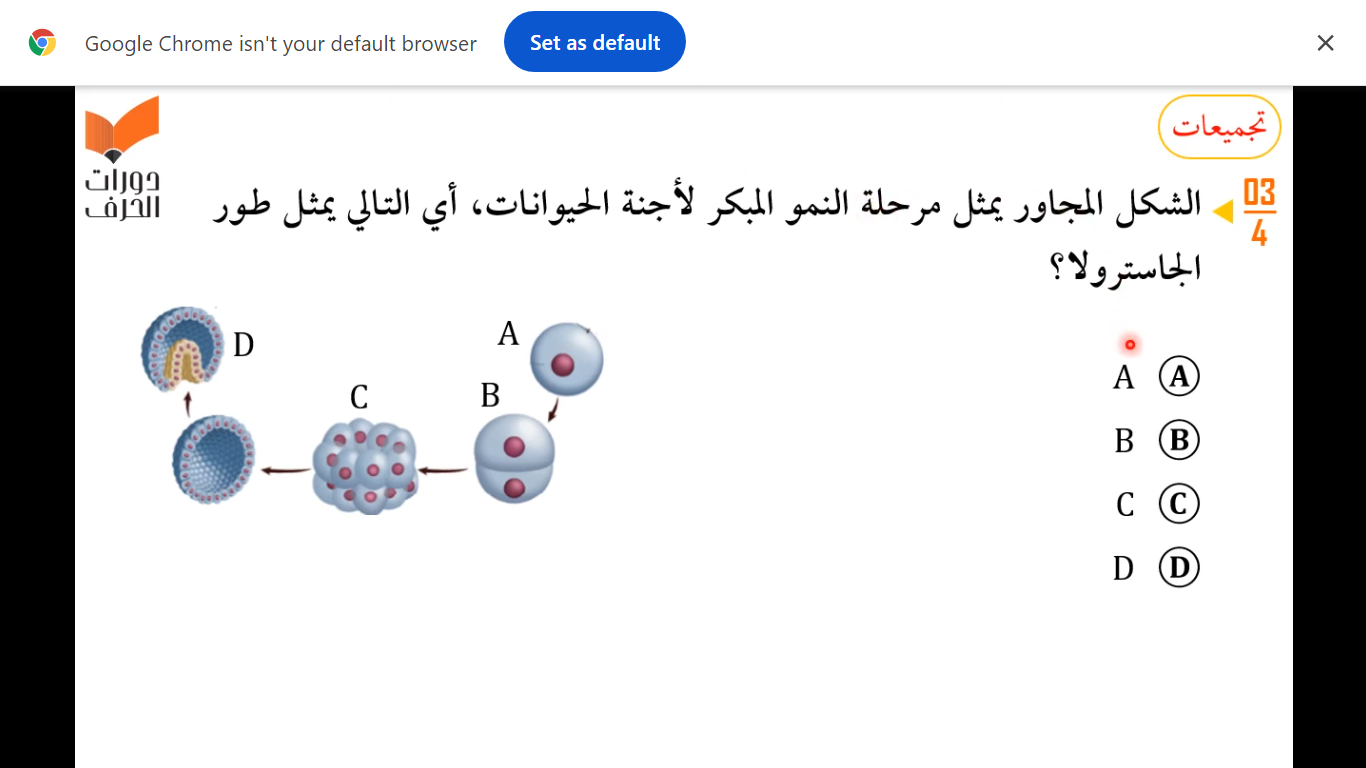 Google Chrome isn't your default browser
Set as default
دورات
الحرف
تجميعات
03
4
الشكل المجاور يمثل مرحلة النمو المبكر لأجنة الحيوانات، أي التالي يمثل طور
الجاسترولا؟
A
B
C
D
A A
B B
C C
D D